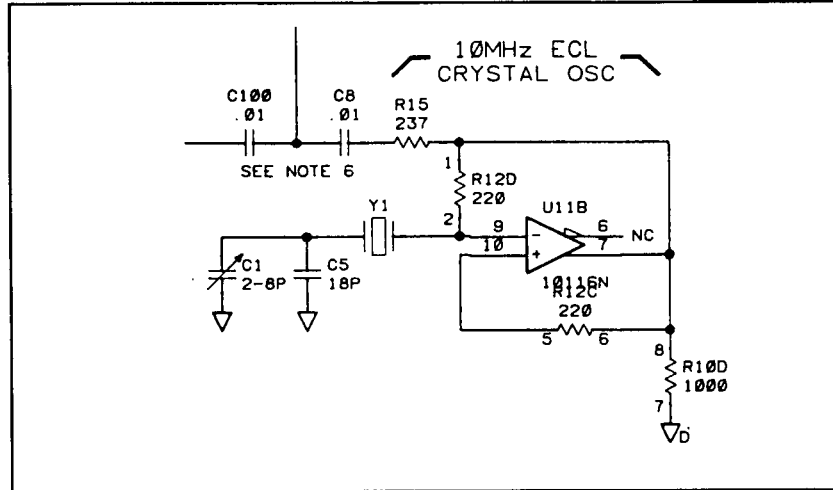 10MHz ECL
CRYSTAL OSC
C100
.01
C8
.01
R15
237
SEE NOTE 6
1
R12D
220
2
Y1
U11B
9
10
-
+
6
7
NC
10116N
C1
2-8P
C5
18P
R12C
220
5
6
8
R10D
1000
7
D